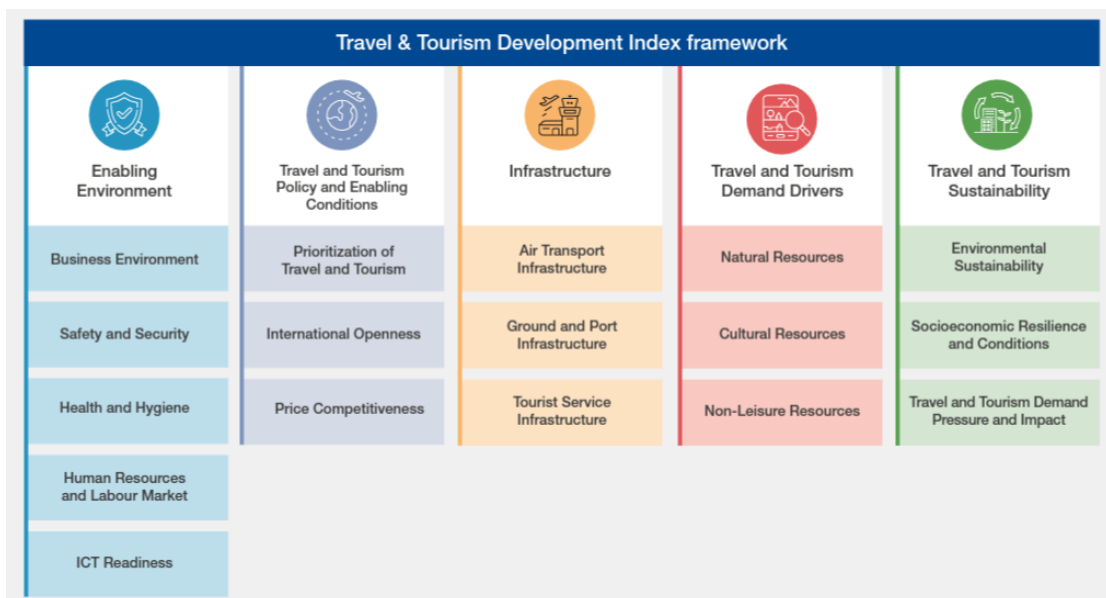 Travel & Tourism Development Index framework
Enabling
Environment
Business Environment
Safety and Security
Health and Hygiene
Human Resources
and Labour Market
ICT Readiness
Travel and Tourism
Policy and Enabling
Conditions
Prioritization of
Travel and Tourism
International Openness
Price Competitiveness
Infrastructure
Air Transport
Infrastructure
Ground and Port
Infrastructure
Tourist Service
Infrastructure
Travel and Tourism
Demand Drivers
Natural Resources
Cultural Resources
Non-Leisure Resources
Travel and Tourism
Sustainability
Environmental
Sustainability
Socioeconomic Resilience
and Conditions
Travel and Tourism Demand
Pressure and Impact